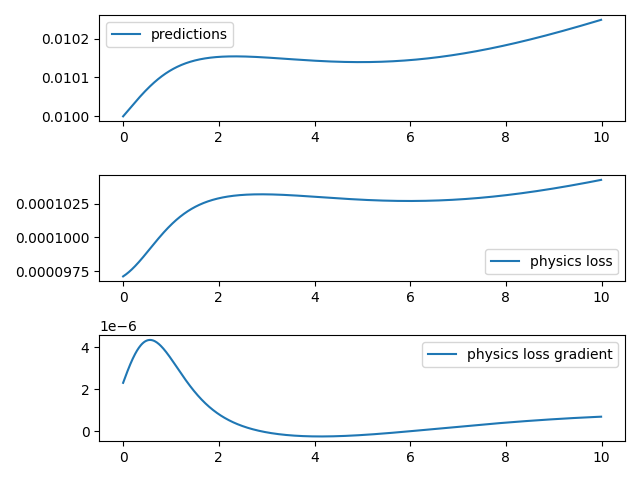 predictions
0.0102
0.0101
0.0100
0 2 4 6 8 10
0.0001025
0.0001000
0.0000975
physics loss
0 2 4 6 8 10
1e−6
physics loss gradient
4
2
0
0 2 4 6 8 10